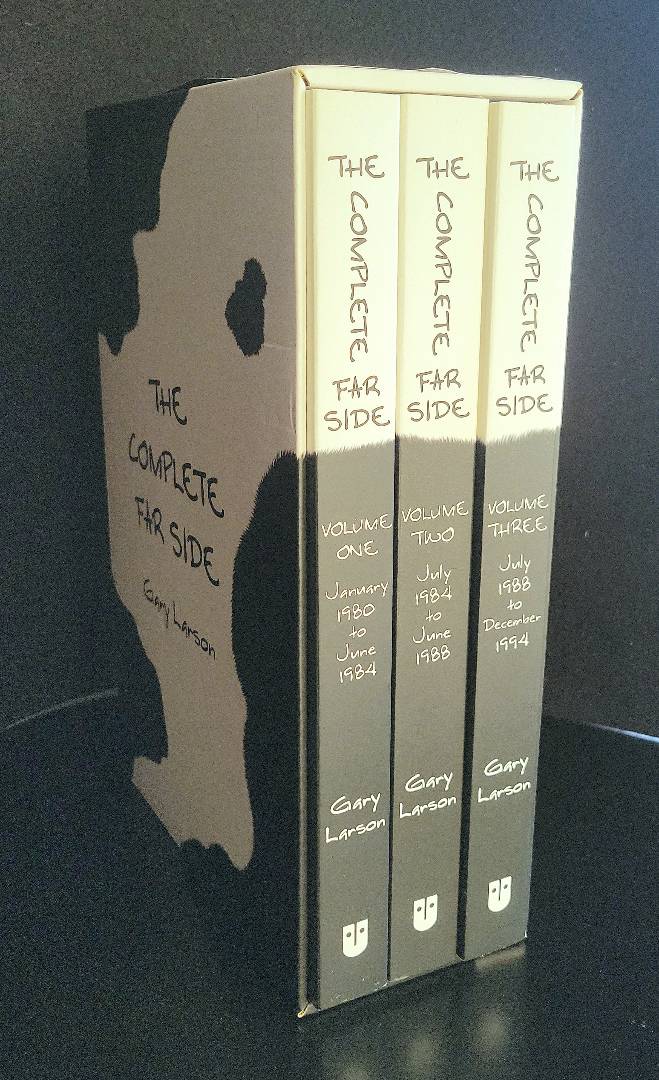 THE
COMPLETE
FAR SIDE
Gary Larson
THE
COMPLETE
FAR
SIDE
VOLUME
ONE
January
1980
to
June
1984
Gary
Larson
THE
COMPLETE
FAR
SIDE
VOLUME
TWO
July
1984
to
June
1988
Gary
Larson
THE
COMPLETE
FAR
SIDE
VOLUME
THREE
July
1988
to
December
1994
Gary
Larson